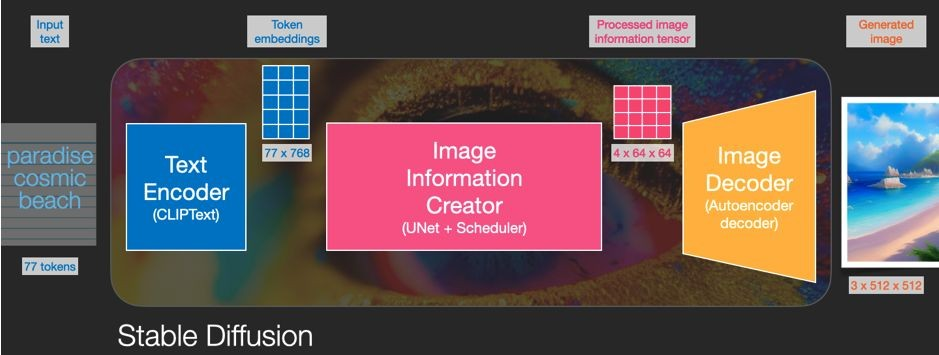 Input
text
Token
embeddings
Processed image
information tensor
Generated
image
paradise
cosmic
beach
77 tokens
Text
Encoder
(CLIPText)
77 x 768
Image
Information
Creator
(UNet + Scheduler)
4 x 64 x 64
Image
Decoder
(Autoencoder
decoder)
3 x 512 x 512
Stable Diffusion